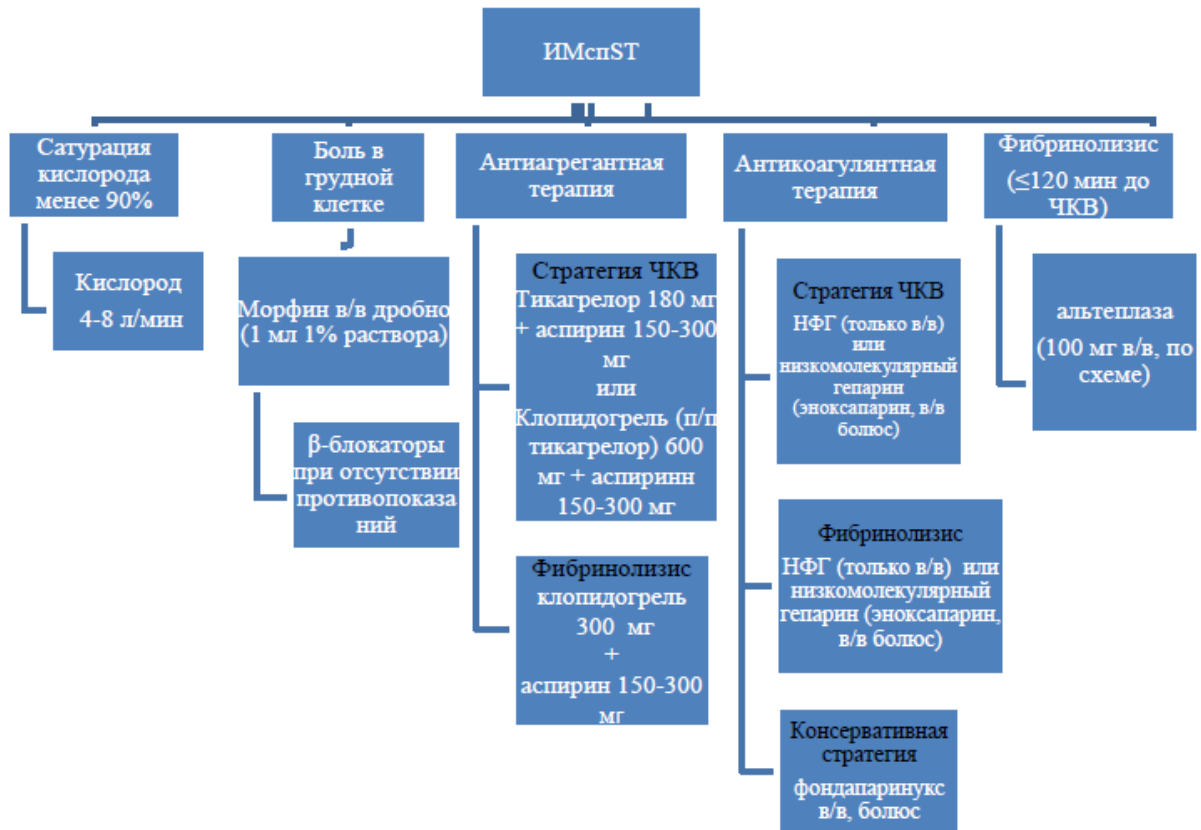 ИМспST
Сатурация
кислорода
менее 90%
Кислород
4-8 л/мин
Боль в
грудной
клетке
Морфин в/в дробно
(1 мл 1% раствора)
β-блокаторы
при отсутствии
противопоказа
ний
Антиагрегантная
терапия
Стратегия ЧКВ
Тикагрелор 180 мг
+ аспирин 150-300
мг
или
Клопидогрель (п/п
тикагрелор) 600
мг + аспиринн
150-300 мг
Фибринолизис
клопидогрель
300 мг
+
аспирин 150-300
мг
Антикоагулянтная
терапия
Стратегия ЧКВ
НФГ (только в/в)
или
низкомолекулярный
гепарин
(эноксапарин, в/в
болюс)
Фибринолизис
НФГ (только в/в) или
низкомолекулярный
гепарин (эноксапарин,
в/в болюс)
Консервативная
стратегия
фондапаринукс
в/в, болюс
Фибринолизис
(≤120 мин до
ЧКВ)
альтеплаза
(100 мг в/в, по
схеме)